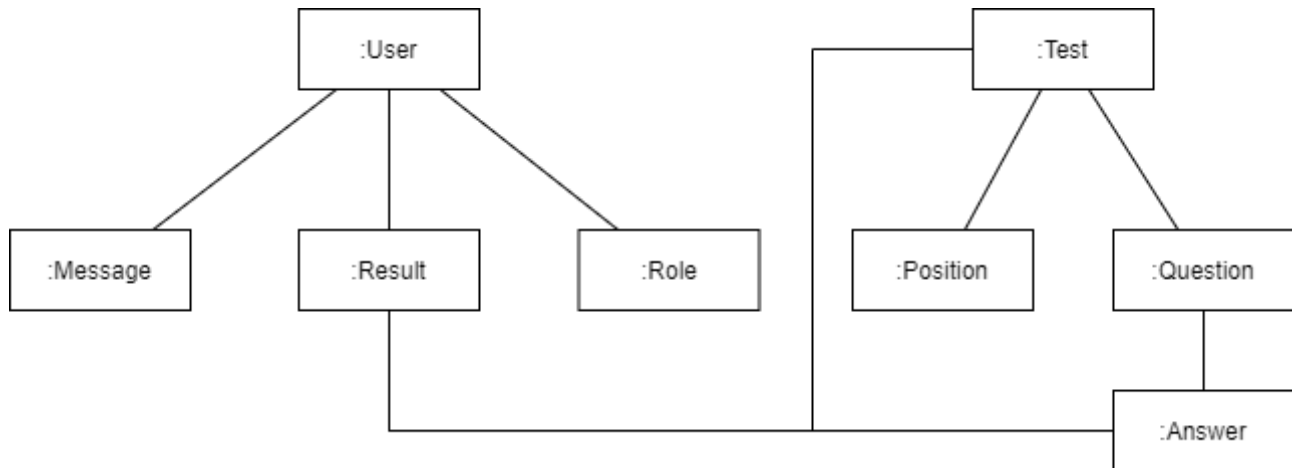 :User
:Test
:Message
:Result
:Role
:Position
:Question
:Answer